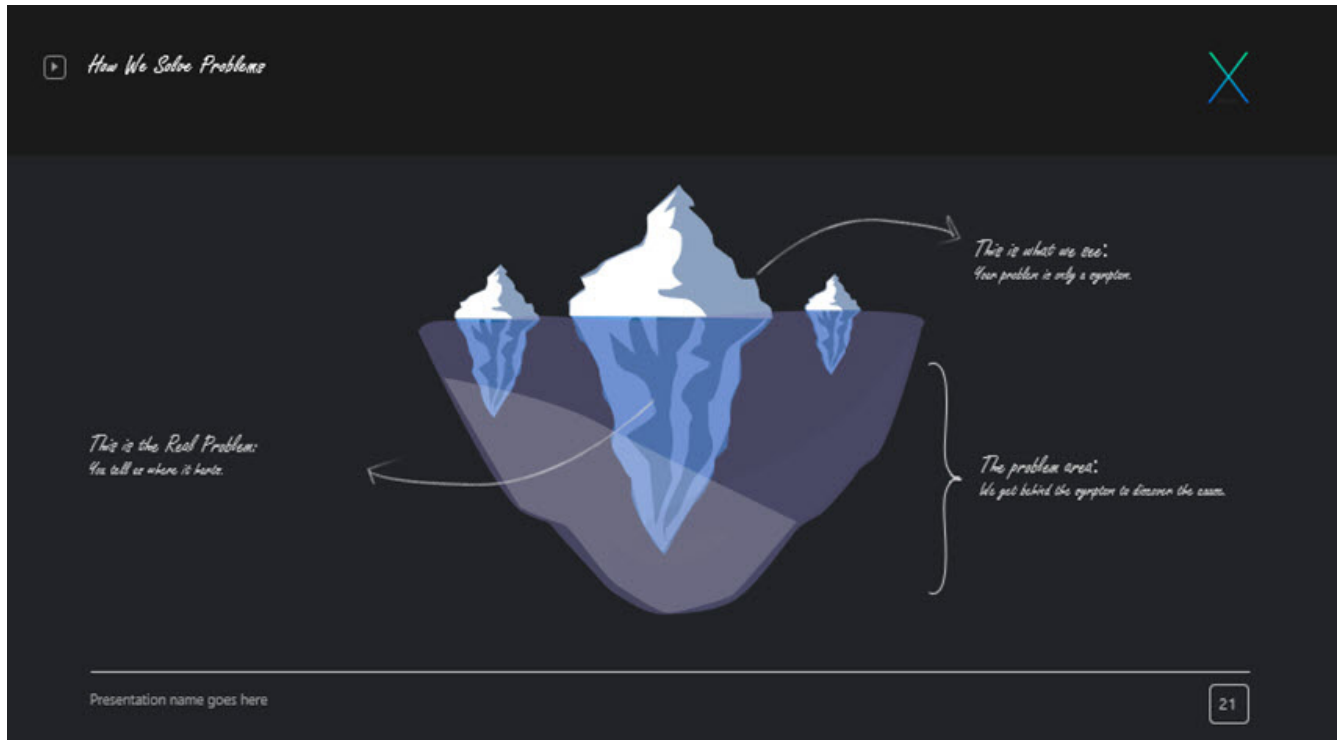 How We Solve Problems
This is what we see:
Your problem is only a symptom.
This is the Real Problem:
You tell us where it hurts.
The problem area:
We get behind the symptom to discover the cause.
Presentation name goes here
21